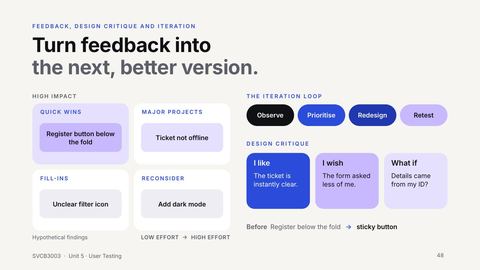 FEEDBACK, DESIGN CRITIQUE AND ITERATION
Turn feedback into
the next, better version.
HIGH IMPACT
QUICK WINS
Register button below
the fold
MAJOR PROJECTS
Ticket not offline
FILL-INS
Unclear filter icon
RECONSIDER
Add dark mode
Hypothetical findings
LOW EFFORT → HIGH EFFORT
THE ITERATION LOOP
Observe
Prioritise
Redesign
Retest
DESIGN CRITIQUE
I like
The ticket is
instantly clear.
I wish
The form asked
less of me.
What if
Details came
from my ID?
Before Register below the fold → sticky button
SVCB3003 · Unit 5 · User Testing
48